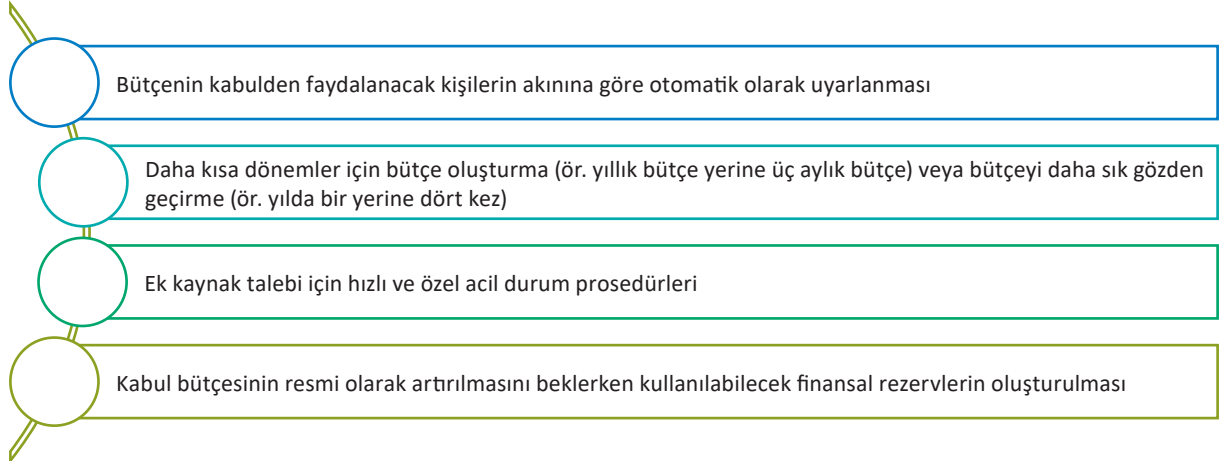 Bütçenin kabulden faydalanacak kişilerin akınına göre otomatik olarak uyarlanması
Daha kısa dönemler için bütçe oluşturma (ör. yıllık bütçe yerine üç aylık bütçe) veya bütçeyi daha sık gözden
geçirme (ör. yılda bir yerine dört kez)
Ek kaynak talebi için hızlı ve özel acil durum prosedürleri
Kabul bütçesinin resmi olarak artırılmasını beklerken kullanılabilecek finansal rezervlerin oluşturulması